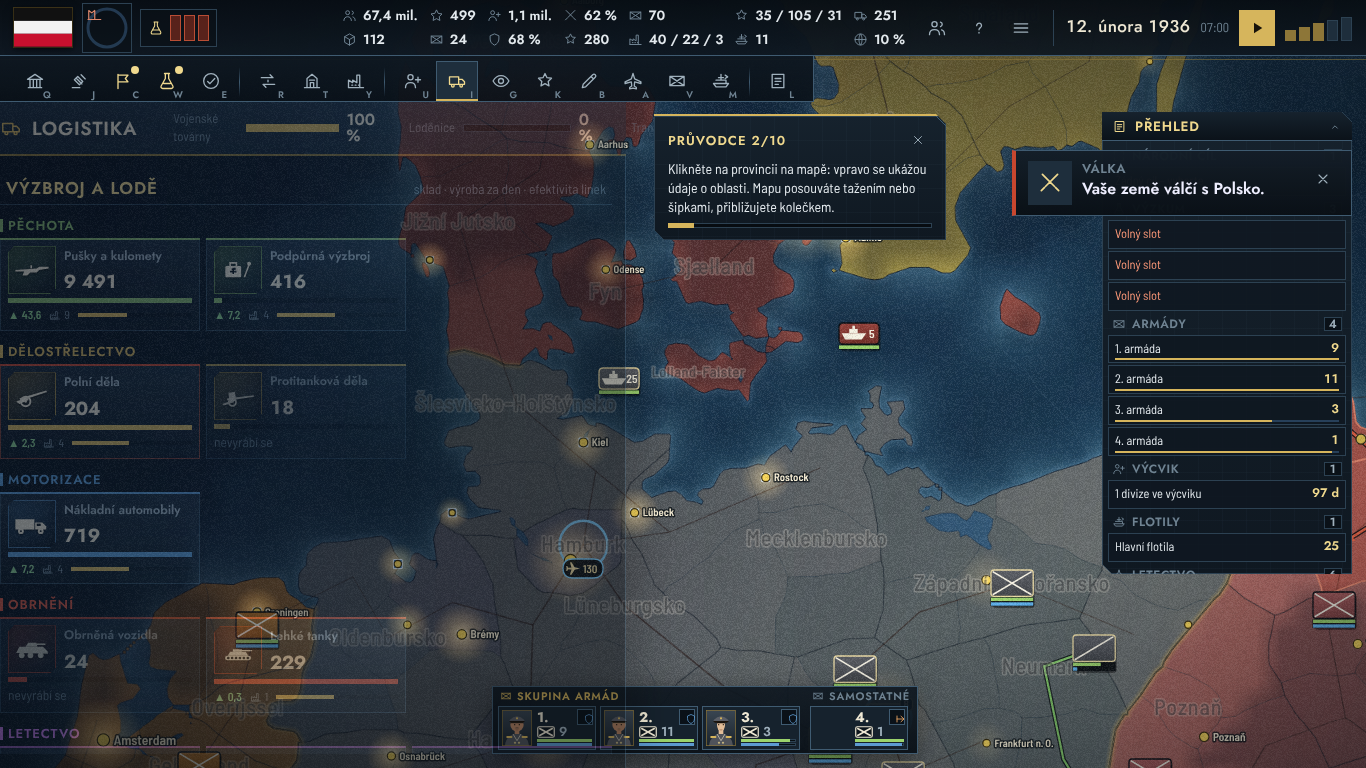 67,4 mil.
499
1,1 mil.
62 %
70
35 / 105 / 31
251
112
24
68 %
280
40 / 22 / 3
11
10 %
?
12. února 1936
07:00
Q
J
C
W
E
R
T
Y
U
I
G
K
B
A
V
M
L
LOGISTIKA
Vojenské
továrny
100
%
Loděnice
0
%
VÝZBROJ A LODĚ
sklad · výroba za den · efektivita linek
PĚCHOTA
Pušky a kulomety
9 491
▲ 43,6
9
Podpůrná výzbroj
416
▲ 7,2
4
DĚLOSTŘELECTVO
Polní děla
204
▲ 2,3
4
Protitanková děla
18
nevyrábí se
MOTORIZACE
Nákladní automobily
719
▲ 7,2
4
OBRNĚNÍ
Obrněná vozidla
24
nevyrábí se
Lehké tanky
229
▲ 0,3
1
LETECTVO
PRŮVODCE 2/10
Klikněte na provincii na mapě: vpravo se ukážou
údaje o oblasti. Mapu posouváte tažením nebo
šipkami, přibližujete kolečkem.
PŘEHLED
VÁLKA
Vaše země válčí s Polsko.
Volný slot
Volný slot
Volný slot
ARMÁDY
4
1. armáda
9
2. armáda
11
3. armáda
3
4. armáda
1
VÝCVIK
1
1 divize ve výcviku
97 d
FLOTILY
1
Hlavní flotila
25
Aarhus
Jižní Jutsko
Odense
Fyn
Sjælland
Lolland-Falster
5
25
Šlesvicko-Holštýnsko
Kiel
Rostock
Lübeck
Mecklenbursko
130
Lüneburgsko
Groningen
Brémy
Oldenbursko
Overijssel
Amsterdam
Osnabrück
Poznaň
Poznaň
Frankfurt n. O.
SKUPINA ARMÁD
SAMOSTATNÉ
1.
9
2.
11
3.
3
4.
1